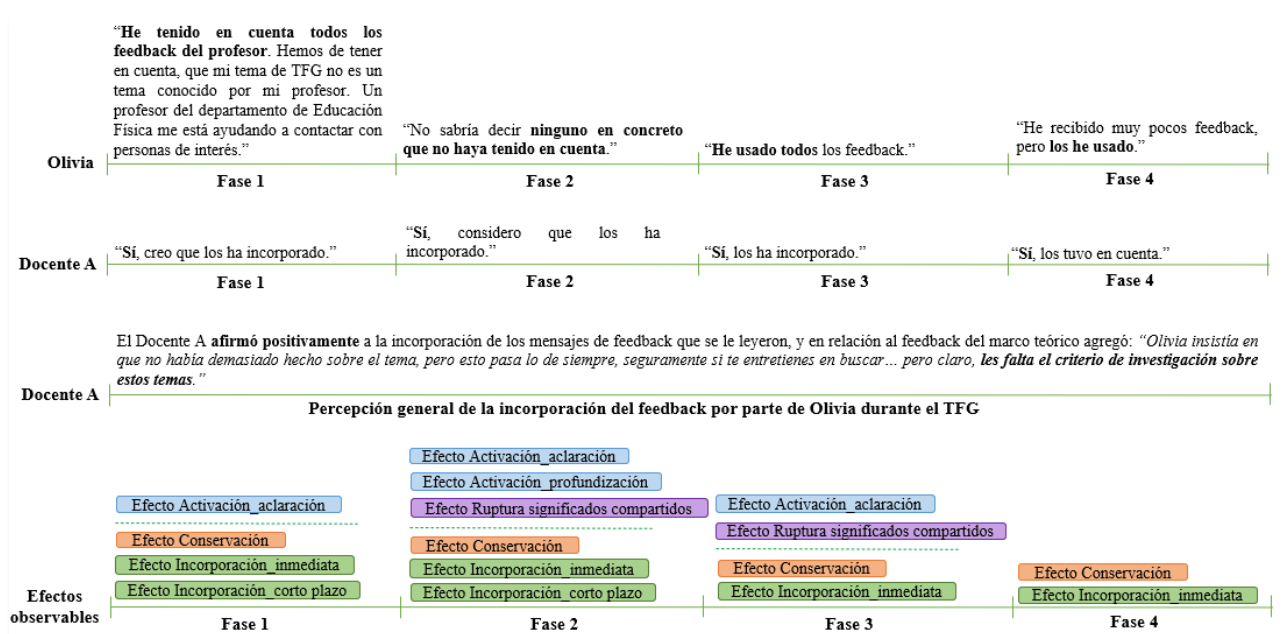 “He tenido en cuenta todos los
feedback del profesor. Hemos de tener
en cuenta, que mi tema de TFG no es un
tema conocido por mi profesor. Un
profesor del departamento de Educación
Física me está ayudando a contactar con
personas de interés.”
“No sabría decir ninguno en concreto
que no haya tenido en cuenta.”
“He usado todos los feedback.”
“He recibido muy pocos feedback,
pero los he usado.”
Olivia
Fase 1
Fase 2
Fase 3
Fase 4
“Sí, creo que los ha incorporado.”
“Sí, considero que los ha
incorporado.”
“Sí, los ha incorporado.”
“Sí, los tuvo en cuenta.”
Docente A
Fase 1
Fase 2
Fase 3
Fase 4
El Docente A afirmó positivamente a la incorporación de los mensajes de feedback que se le leyeron, y en relación al feedback del marco teórico agregó: “Olivia insistía en
que no había demasiado hecho sobre el tema, pero esto pasa lo de siempre, seguramente si te entretienes en buscar… pero claro, les falta el criterio de investigación sobre
estos temas.”
Docente A
Percepción general de la incorporación del feedback por parte de Olivia durante el TFG
Efecto Activación_aclaración
Efecto Conservación
Efecto Incorporación_inmediata
Efecto Incorporación_corto plazo
Efecto Activación_aclaración
Efecto Activación_profundización
Efecto Ruptura significados compartidos
Efecto Conservación
Efecto Incorporación_inmediata
Efecto Incorporación_corto plazo
Efecto Activación_aclaración
Efecto Ruptura significados compartidos
Efecto Conservación
Efecto Incorporación_inmediata
Efecto Conservación
Efecto Incorporación_inmediata
Efectos
observables
Fase 1
Fase 2
Fase 3
Fase 4